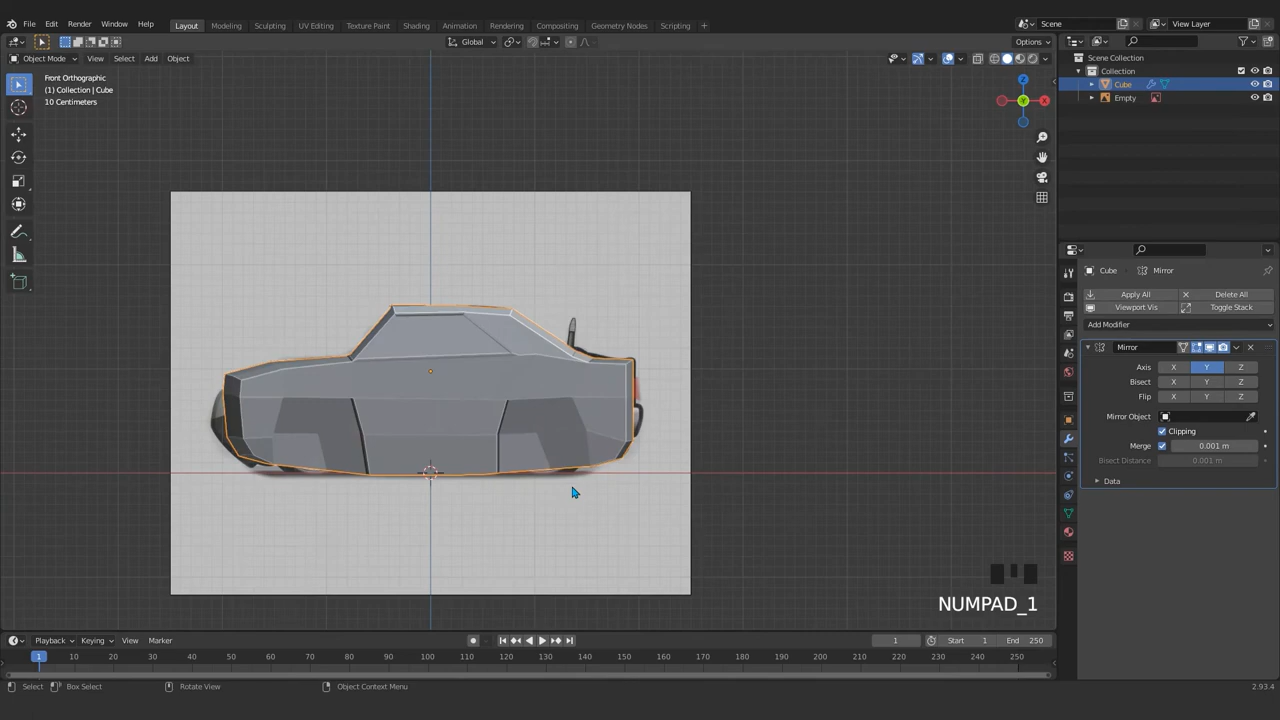 File Edit Render Window Help
Layout Modeling Sculpting UV Editing Texture Paint Shading Animation Rendering Compositing Geometry Nodes Scripting +
Scene View Layer
Global Options
Object Mode View Select Add Object
Front Orthographic
(1) Collection | Cube
10 Centimeters
Z
Y
X
Scene Collection
Collection
Cube
Empty
Cube > Mirror
Apply All Delete All
Viewport Vis Toggle Stack
Add Modifier
Mirror
Axis X Y Z
Bisect X Y Z
Flip X Y Z
Mirror Object
Clipping
Merge 0.001 m
Bisect Distance 0.001 m
Data
NUMPAD_1
Playback Keying View Marker 1 Start 1 End 250
1 10 20 30 40 50 60 70 80 90 100 110 120 130 140 150 160 170 180 190 200 210 220 230 240 250
Select Box Select Rotate View Object Context Menu 2.93.4